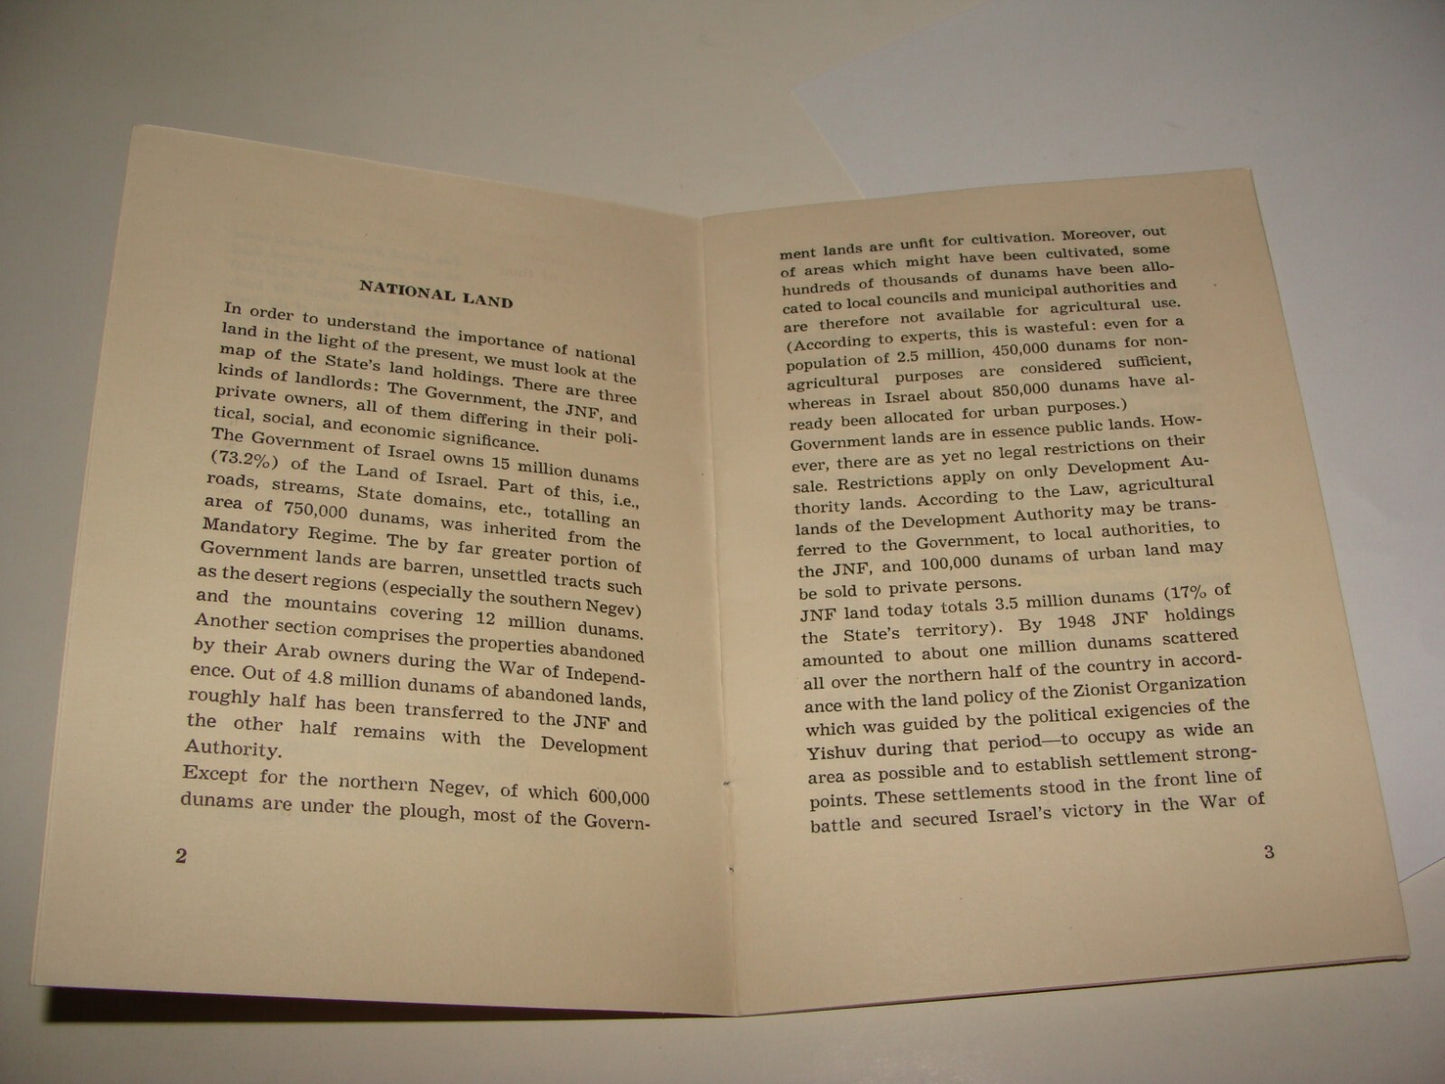 NATIONAL LAND
In order to understand the importance of national
land in the light of the present, we must look at the
map of the State's land holdings. There are three
kinds of landlords: The Government, the JNF, and
private owners, all of them differing in their poli-
tical, social, and economic significance.
The Government of Israel owns 15 million dunams
(73.2%) of the Land of Israel. Part of this, i.e.,
roads, streams, State domains, etc., totalling an
area of 750,000 dunams, was inherited from the
Mandatory Regime. The by far greater portion of
Government lands are barren, unsettled tracts such
as the desert regions (especially the southern Negev)
and the mountains covering 12 million dunams.
Another section comprises the properties abandoned
by their Arab owners during the War of Independ-
ence. Out of 4.8 million dunams of abandoned lands,
roughly half has been transferred to the JNF and
the other half remains with the Development
Authority.
Except for the northern Negev, of which 600,000
dunams are under the plough, most of the Govern-
2
ment lands are unfit for cultivation. Moreover, out
of areas which might have been cultivated, some
hundreds of thousands of dunams have been allo-
cated to local councils and municipal authorities and
are therefore not available for agricultural use.
(According to experts, this is wasteful: even for a
population of 2.5 million, 450,000 dunams for non-
agricultural purposes are considered sufficient,
whereas in Israel about 850,000 dunams have al-
ready been allocated for urban purposes.)
Government lands are in essence public lands. How-
ever, there are as yet no legal restrictions on their
sale. Restrictions apply on only Development Au-
thority lands. According to the Law, agricultural
lands of the Development Authority may be trans-
ferred to the Government, to local authorities, to
the JNF, and 100,000 dunams of urban land may
be sold to private persons.
JNF land today totals 3.5 million dunams (17% of
the State's territory). By 1948 JNF holdings
amounted to about one million dunams scattered
all over the northern half of the country in accord-
ance with the land policy of the Zionist Organization
which was guided by the political exigencies of the
Yishuv during that period—to occupy as wide an
area as possible and to establish settlement strong-
points. These settlements stood in the front line of
battle and secured Israel's victory in the War of
3